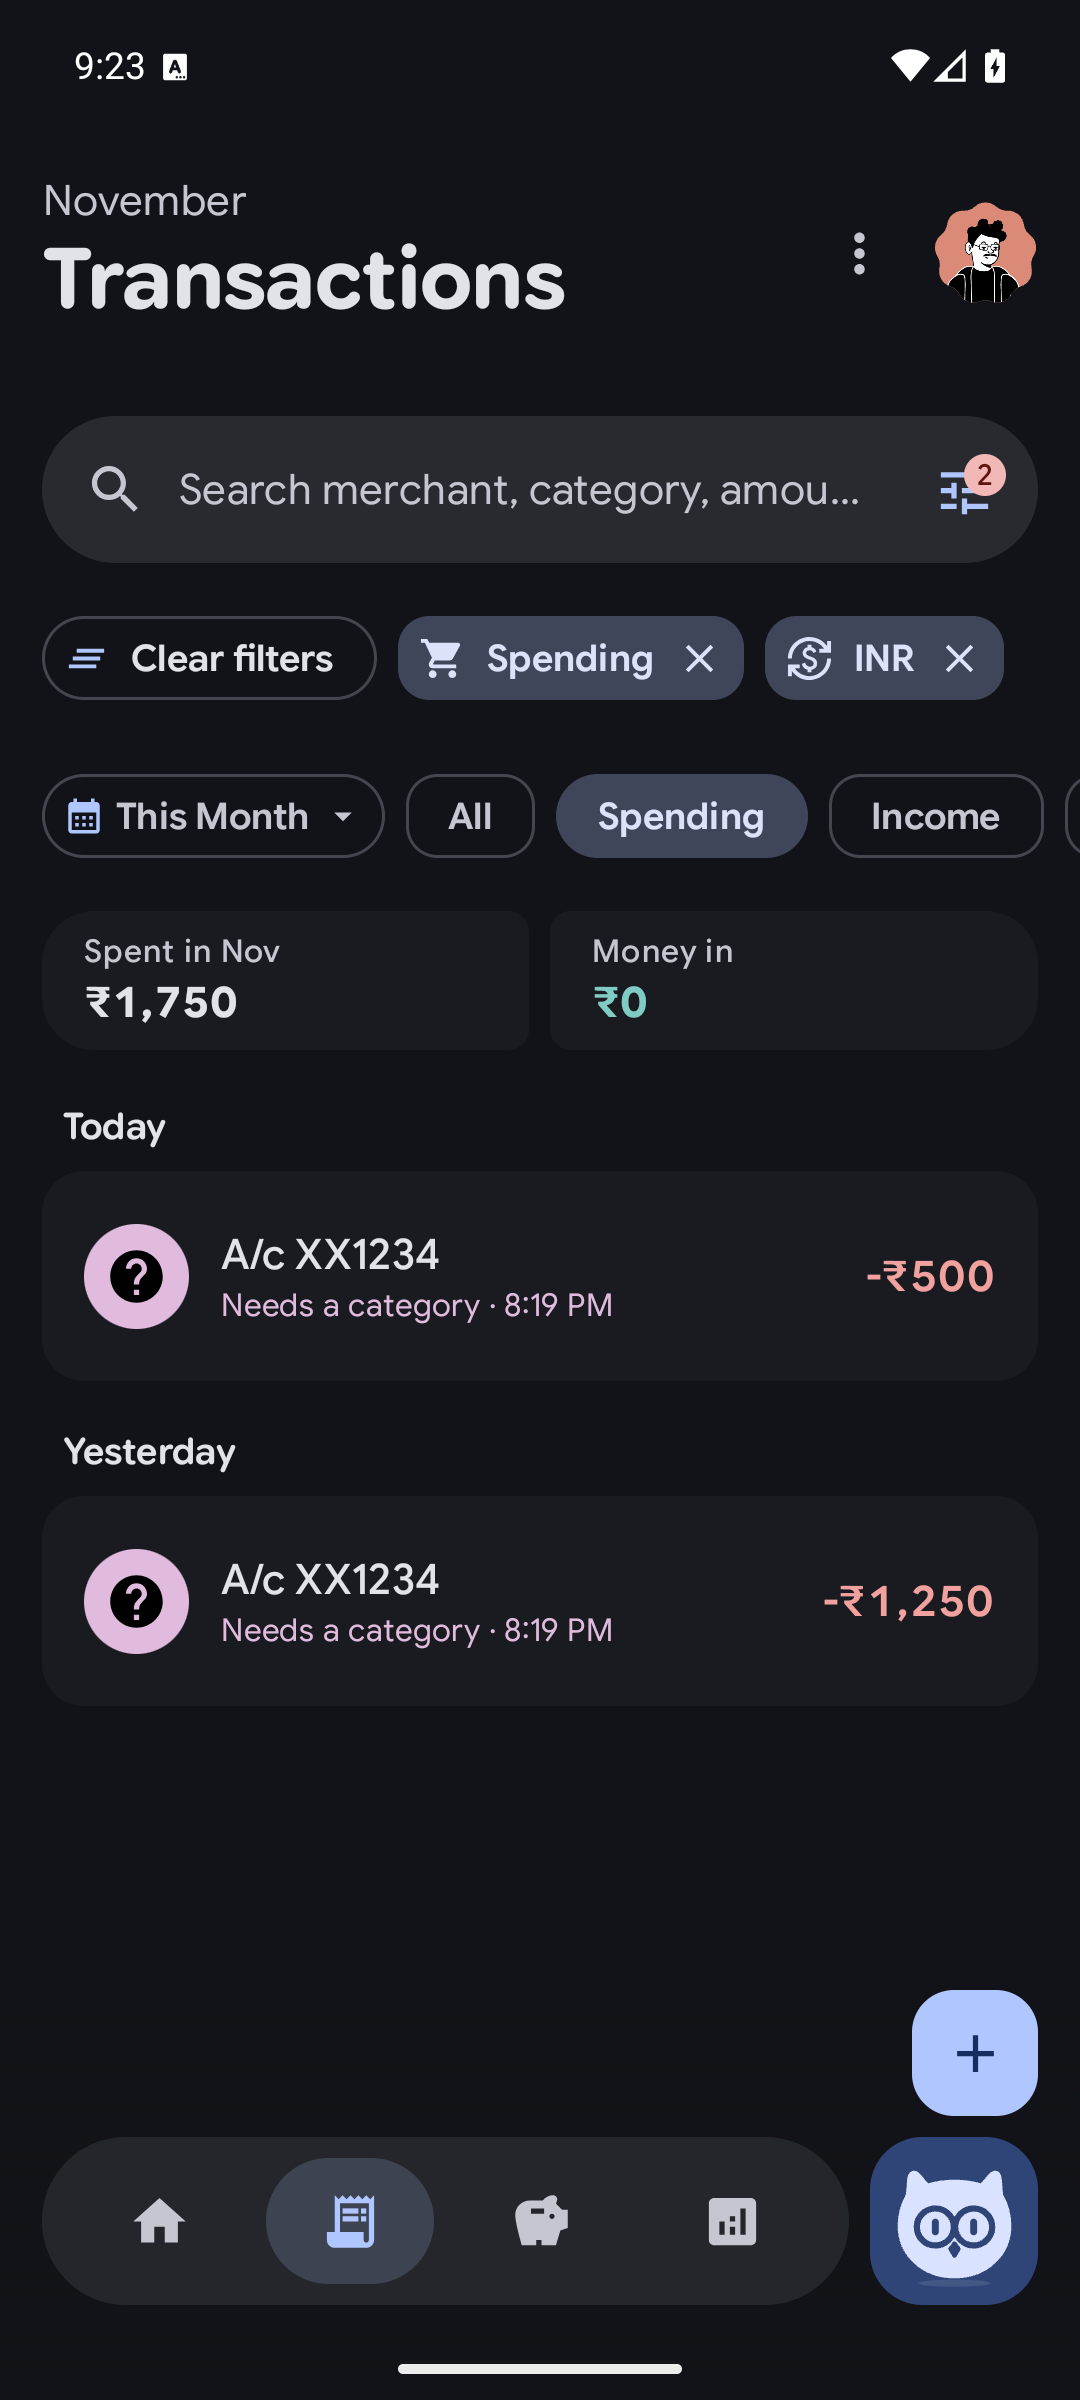 9:23
November
Transactions
Search merchant, category, amou...
2
Clear filters
Spending
INR
This Month
All
Spending
Income
Spent in Nov
₹1,750
Money in
₹0
Today
A/c XX1234
Needs a category · 8:19 PM
-₹500
Yesterday
A/c XX1234
Needs a category · 8:19 PM
-₹1,250